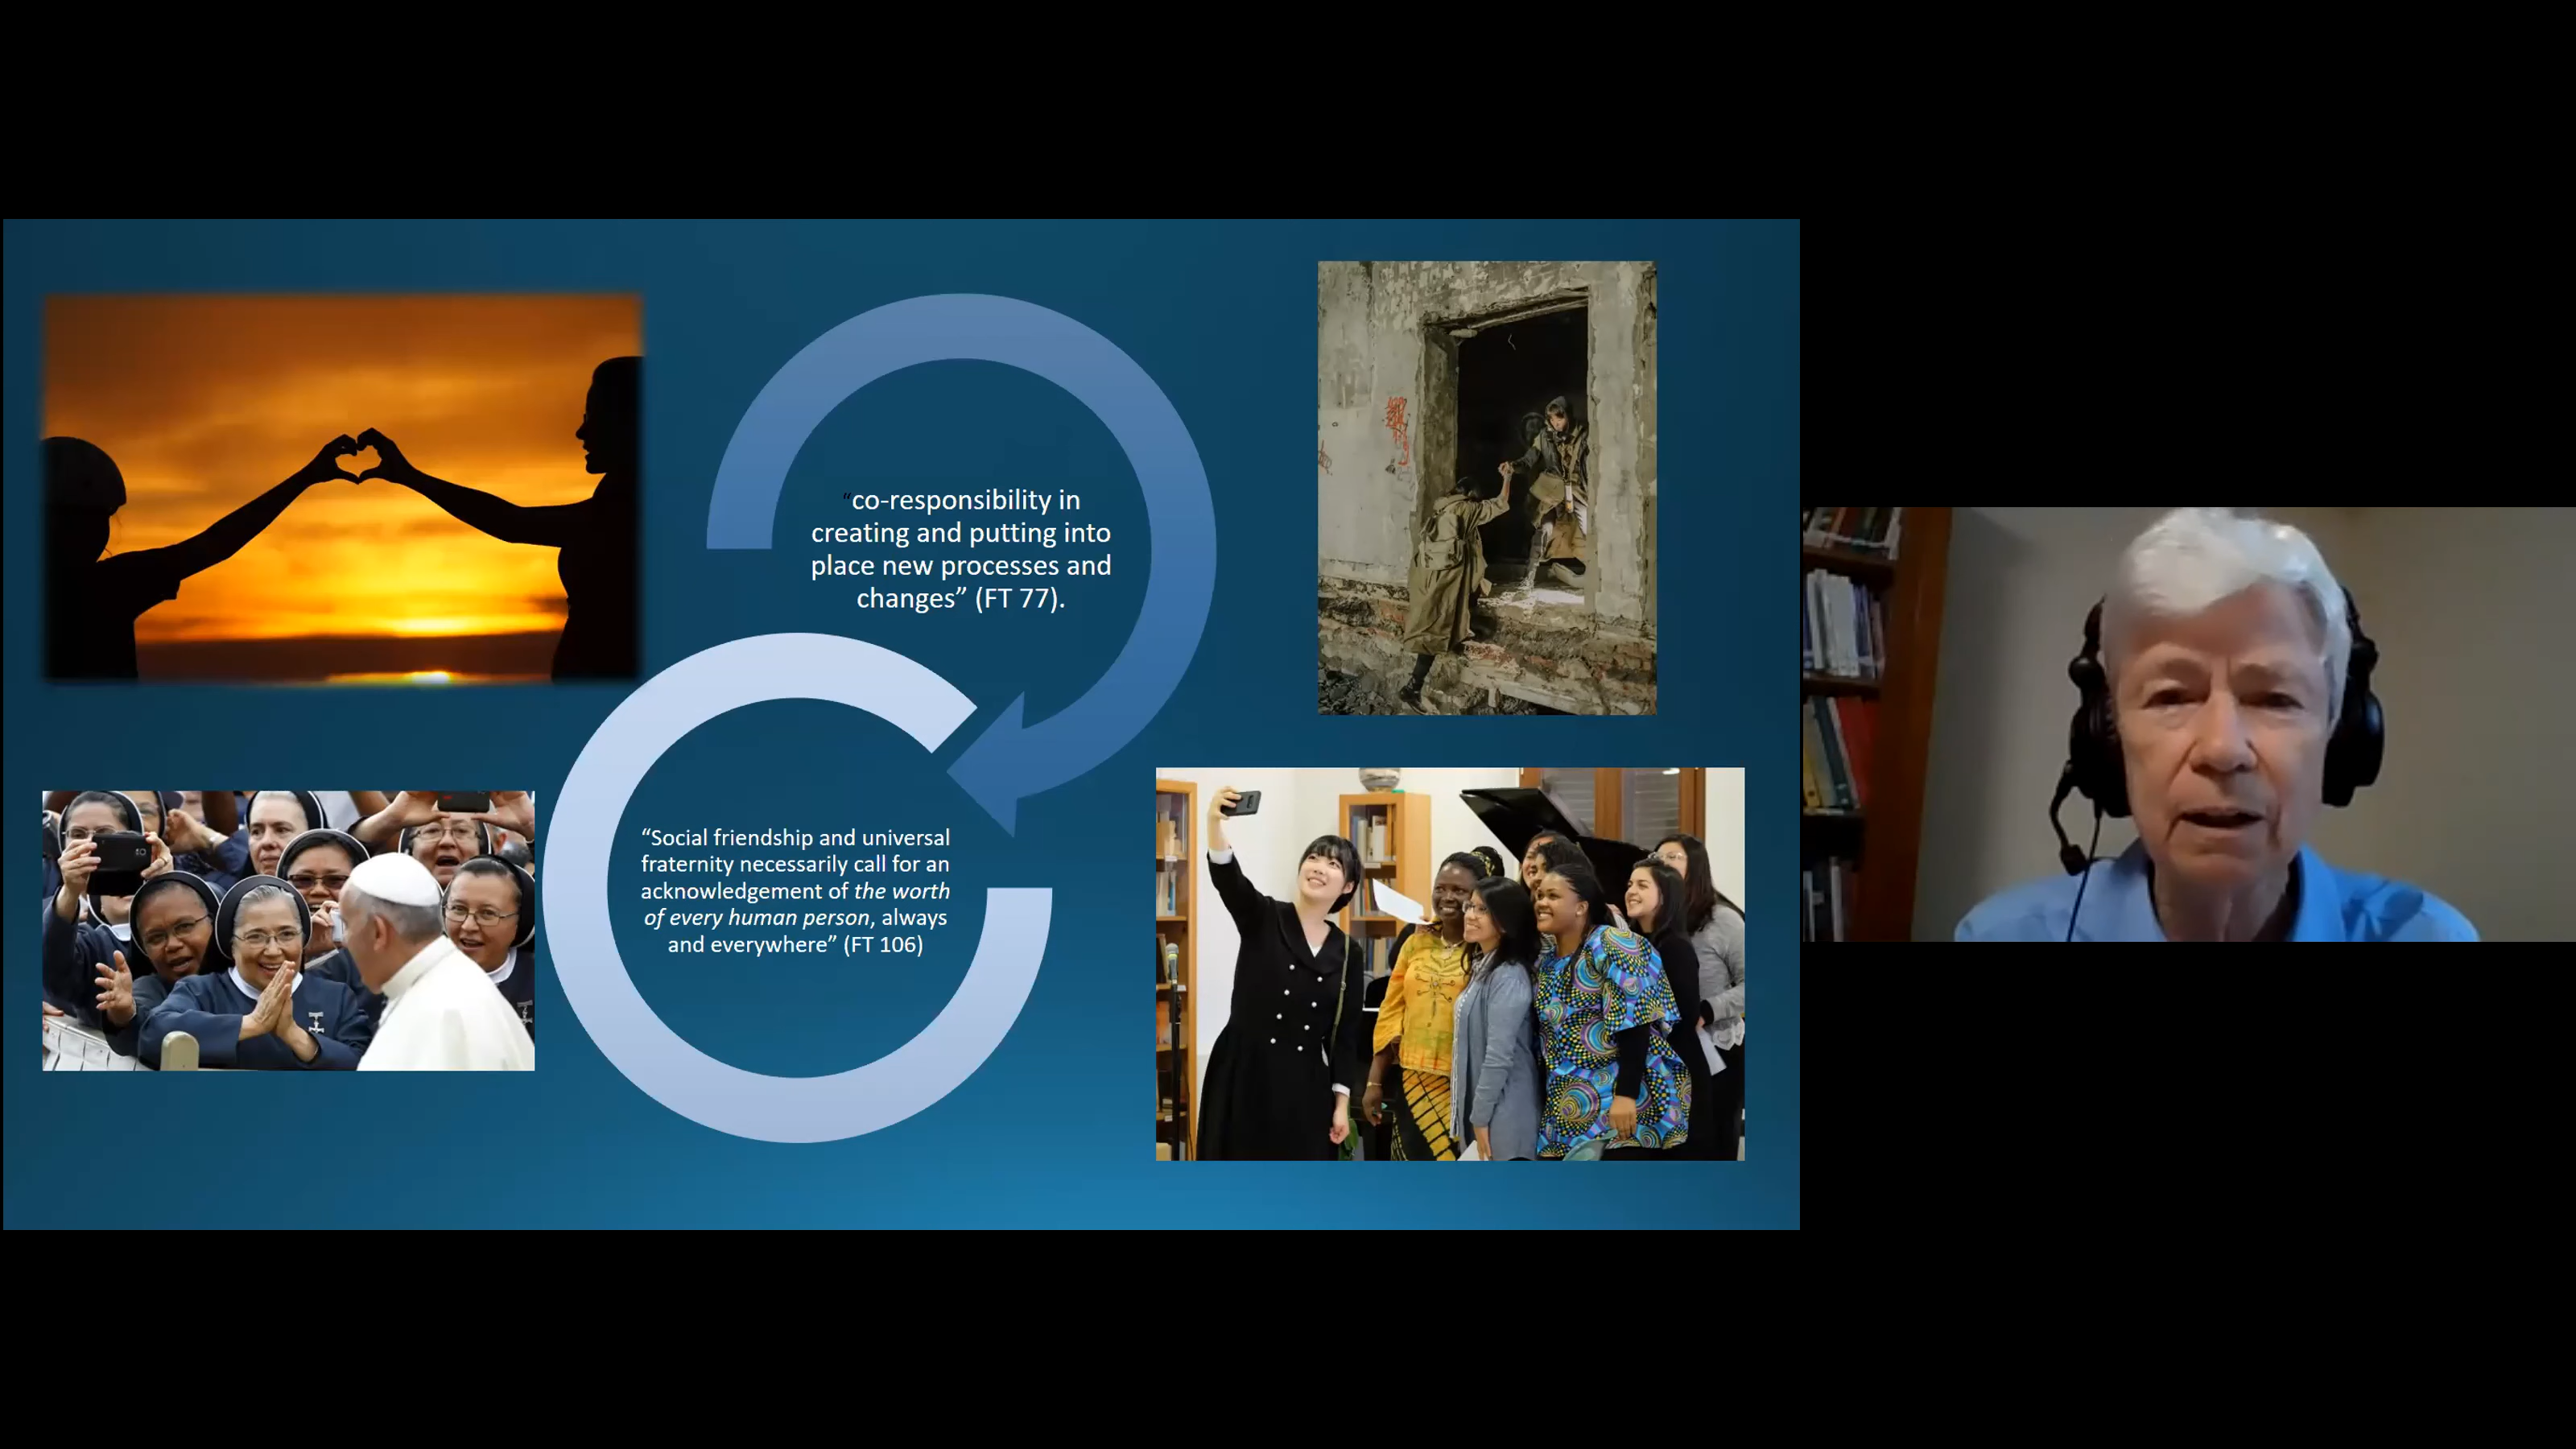 “co-responsibility in
creating and putting into
place new processes and
changes” (FT 77).
“Social friendship and universal
fraternity necessarily call for an
acknowledgement of the worth
of every human person, always
and everywhere” (FT 106)